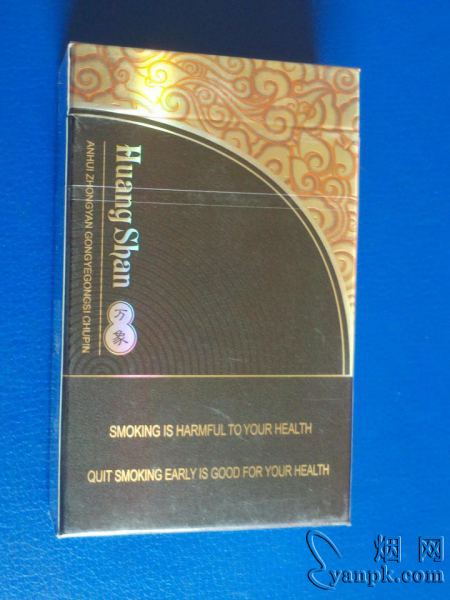 Huang Shan
万象
ANHUI ZHONGYAN GONGYEGONGSI CHUPIN
SMOKING IS HARMFUL TO YOUR HEALTH
QUIT SMOKING EARLY IS GOOD FOR YOUR HEALTH
烟网
yanpk.com